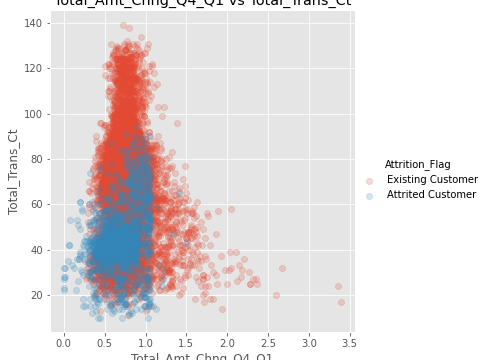 Total_Amt_Chng_Q4_Q1 vs Total_Trans_Ct
140
120
100
80
60
40
20
Total_Trans_Ct
0.0 0.5 1.0 1.5 2.0 2.5 3.0 3.5
Total_Amt_Chng_Q4_Q1
Attrition_Flag
Existing Customer
Attrited Customer